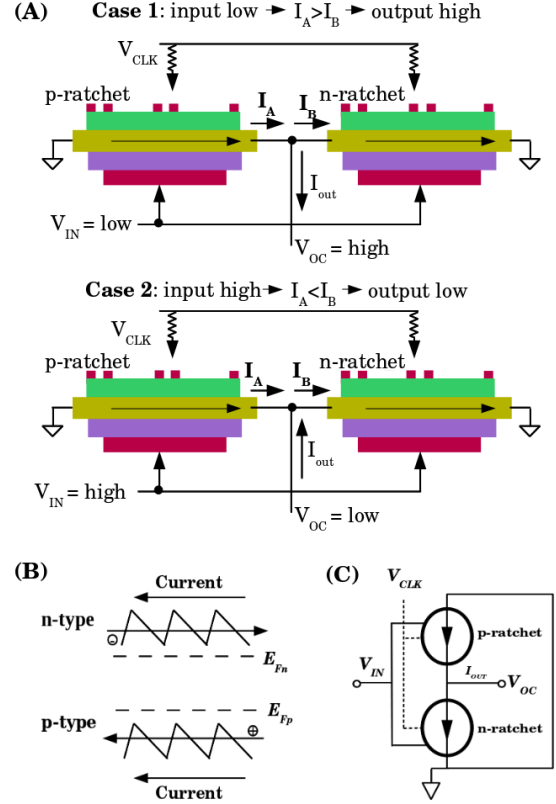 (A) Case 1: input low → I_A>I_B → output high
V_CLK
p-ratchet I_A I_B n-ratchet
I_out
V_IN = low
V_OC = high
Case 2: input high → I_A<I_B → output low
V_CLK
p-ratchet I_A I_B n-ratchet
I_out
V_IN = high
V_OC = low
(B)
Current
n-type
-
E_Fn
E_Fp
p-type
+
Current
(C)
V_CLK
p-ratchet
V_IN I_OUT V_OC
n-ratchet